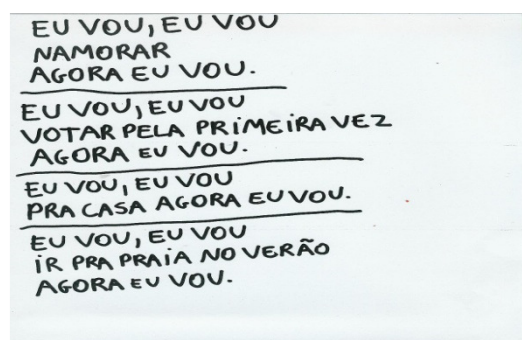 EU VOU, EU VOU
NAMORAR
AGORA EU VOU.
EU VOU, EU VOU
VOTAR PELA PRIMEIRA VEZ
AGORA EU VOU.
EU VOU, EU VOU
PRA CASA AGORA EU VOU.
EU VOU, EU VOU
IR PRA PRAIA NO VERÃO
AGORA EU VOU.